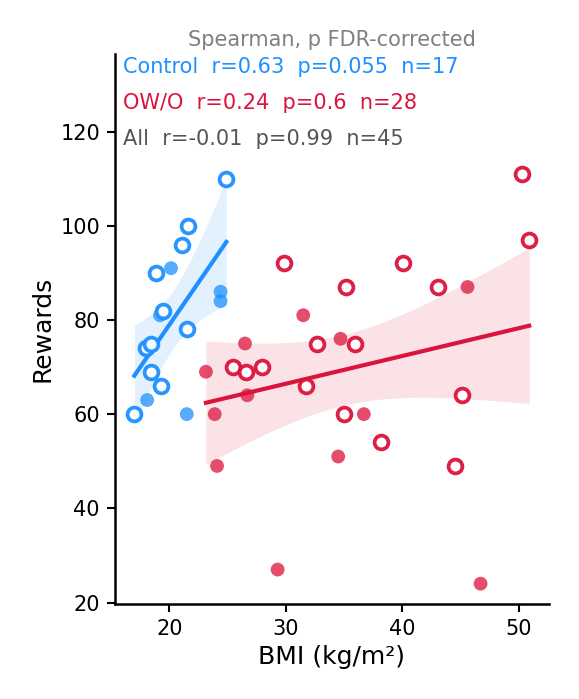 Spearman, p FDR-corrected
Control r=0.63 p=0.055 n=17
OW/O r=0.24 p=0.6 n=28
All r=-0.01 p=0.99 n=45
120
100
80
60
40
20
Rewards
20 30 40 50
BMI (kg/m²)